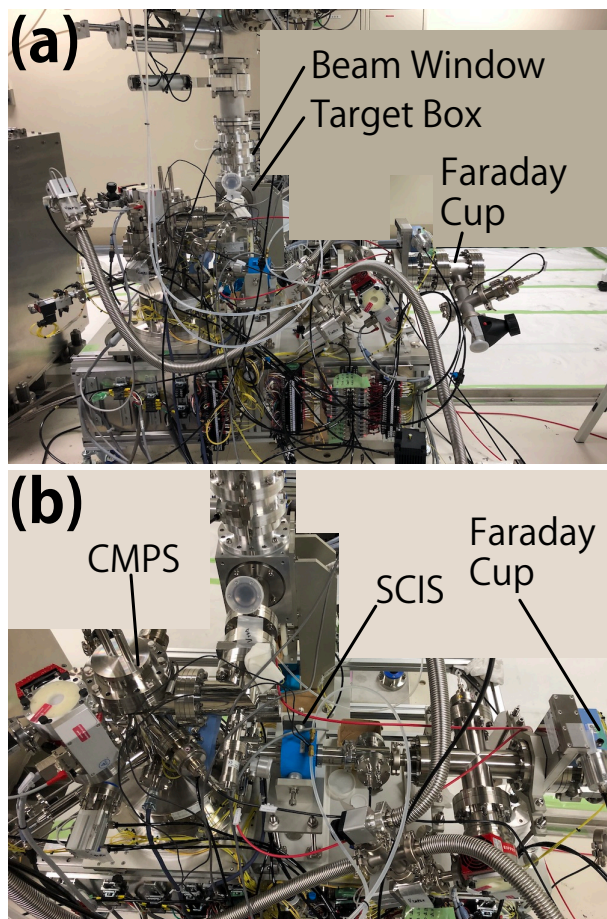 (a)
Beam Window
Target Box
Faraday
Cup
(b)
CMPS
SCIS
Faraday
Cup